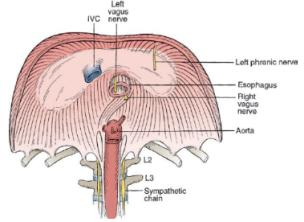 Left
vagus
nerve
IVC
Left phrenic nerve
Esophagus
Right
vagus
nerve
Aorta
L2
L3
Sympathetic
chain